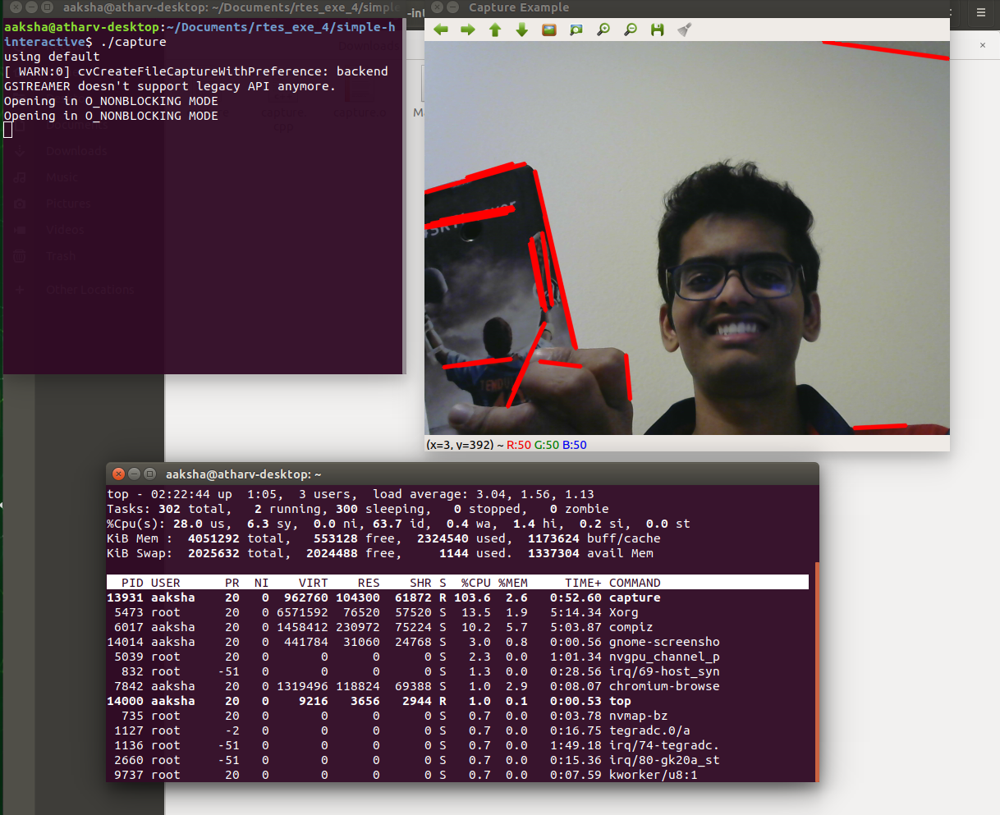 aaksha@atharv-desktop: ~/Documents/rtes_exe_4/simple
Capture Example
aaksha@atharv-desktop:~/Documents/rtes_exe_4/simple-h
interactive$ ./capture
using default
[ WARN:0] cvCreateFileCaptureWithPreference: backend
GSTREAMER doesn't support legacy API anymore.
Opening in O_NONBLOCKING MODE
Opening in O_NONBLOCKING MODE
Downloads
capture.
cpp
capture.o
Documents
Downloads
Music
Pictures
Videos
Trash
Other Locations
(x=3, y=392) ~ R:50 G:50 B:50
aaksha@atharv-desktop: ~
top - 02:22:44 up  1:05,  3 users,  load average: 3.04, 1.56, 1.13
Tasks: 302 total,   2 running, 300 sleeping,   0 stopped,   0 zombie
%Cpu(s): 28.0 us,  6.3 sy,  0.0 ni, 63.7 id,  0.4 wa,  1.4 hi,  0.2 si,  0.0 st
KiB Mem :  4051292 total,   553128 free,  2324540 used,  1173624 buff/cache
KiB Swap:  2025632 total,  2024488 free,     1144 used.  1337304 avail Mem
PID USER      PR  NI    VIRT    RES    SHR S  %CPU %MEM     TIME+ COMMAND
13931 aaksha    20   0  962760 104300  61872 R 103.6  2.6   0:52.60 capture
5473 root      20   0 6571592  76520  57520 S  13.5  1.9   5:14.34 Xorg
6017 aaksha    20   0 1458412 230972  75224 S  10.2  5.7   5:03.87 compiz
14014 aaksha    20   0  441784  31060  24768 S   3.0  0.8   0:00.56 gnome-screensho
5039 root      20   0       0      0      0 S   2.3  0.0   1:01.34 nvgpu_channel_p
832 root     -51   0       0      0      0 S   1.3  0.0   0:28.56 irq/69-host_syn
7842 aaksha    20   0 1319496 118824  69388 S   1.0  2.9   0:08.07 chromium-browse
14000 aaksha    20   0    9216   3656   2944 R   1.0  0.1   0:00.53 top
735 root      20   0       0      0      0 S   0.7  0.0   0:03.78 nvmap-bz
1127 root      -2   0       0      0      0 S   0.7  0.0   0:16.75 tegradc.0/a
1136 root     -51   0       0      0      0 S   0.7  0.0   1:49.18 irq/74-tegradc.
2660 root     -51   0       0      0      0 S   0.7  0.0   0:15.36 irq/80-gk20a_st
9737 root      20   0       0      0      0 S   0.7  0.0   0:07.59 kworker/u8:1